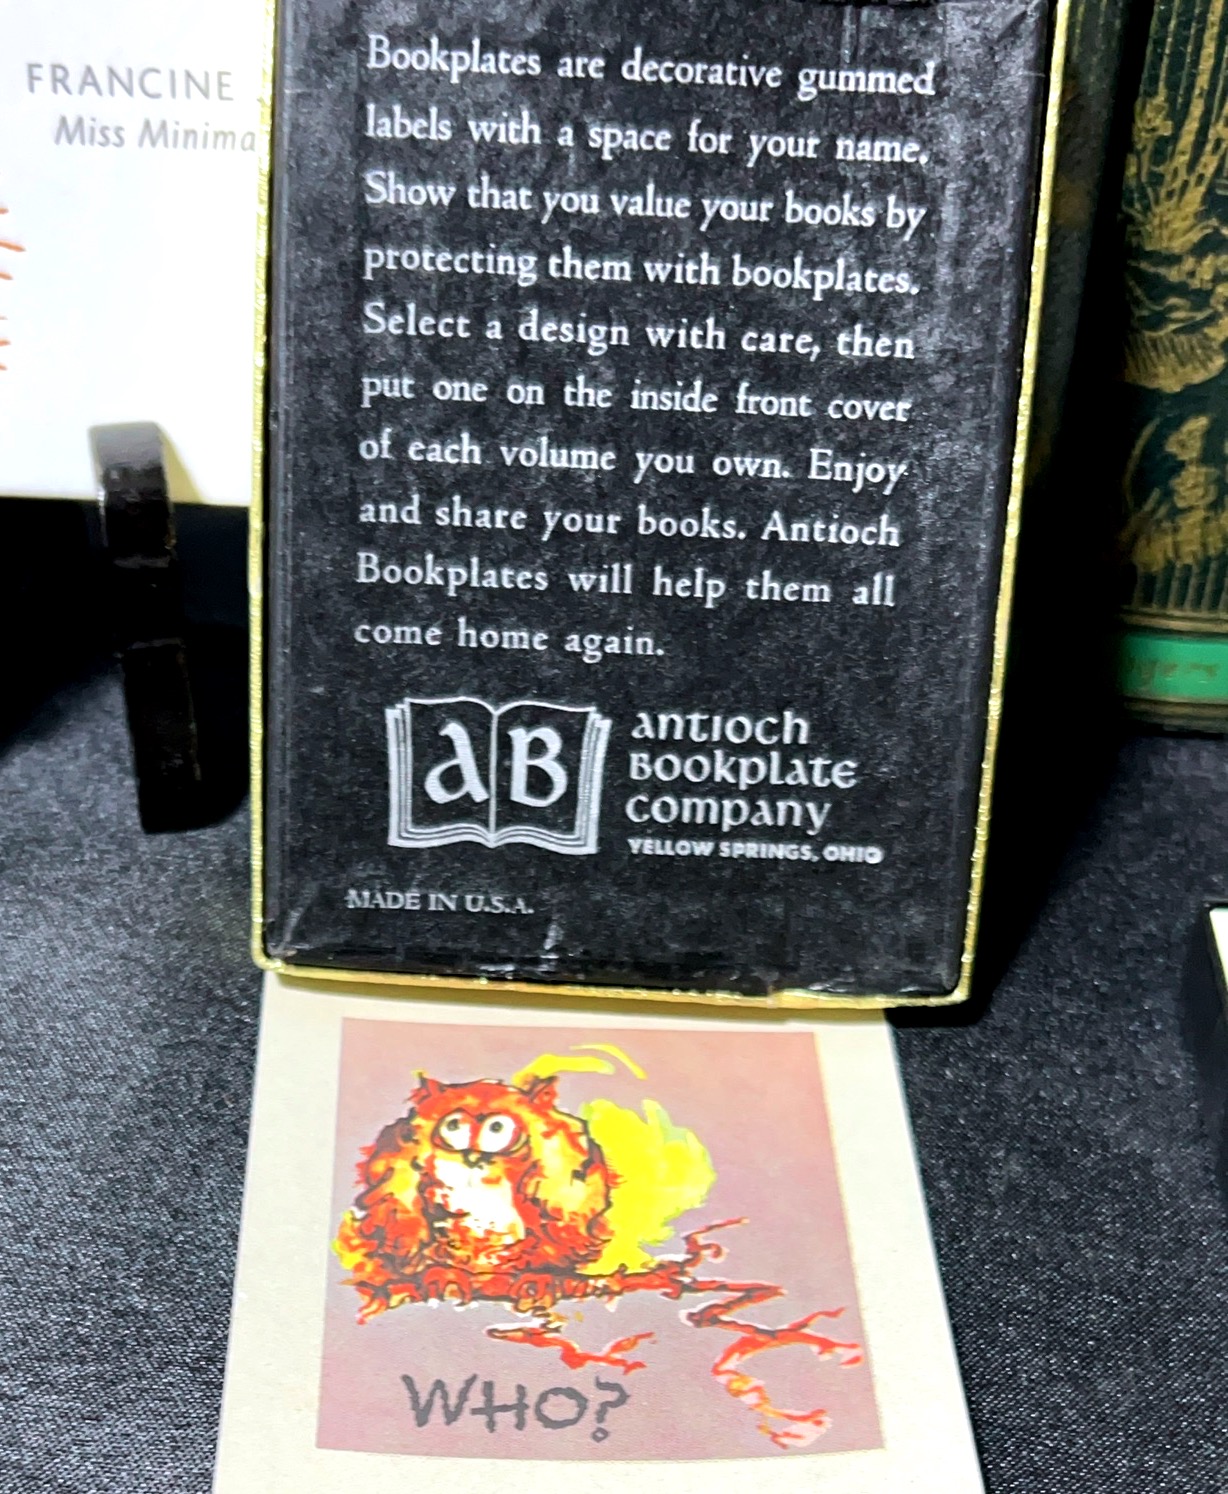 FRANCINE
Miss Minima
Bookplates are decorative gummed
labels with a space for your name.
Show that you value your books by
protecting them with bookplates.
Select a design with care, then
put one on the inside front cover
of each volume you own. Enjoy
and share your books. Antioch
Bookplates will help them all
come home again.
AB
antioch
Bookplate
company
YELLOW SPRINGS, OHIO
MADE IN U.S.A.
WHO?